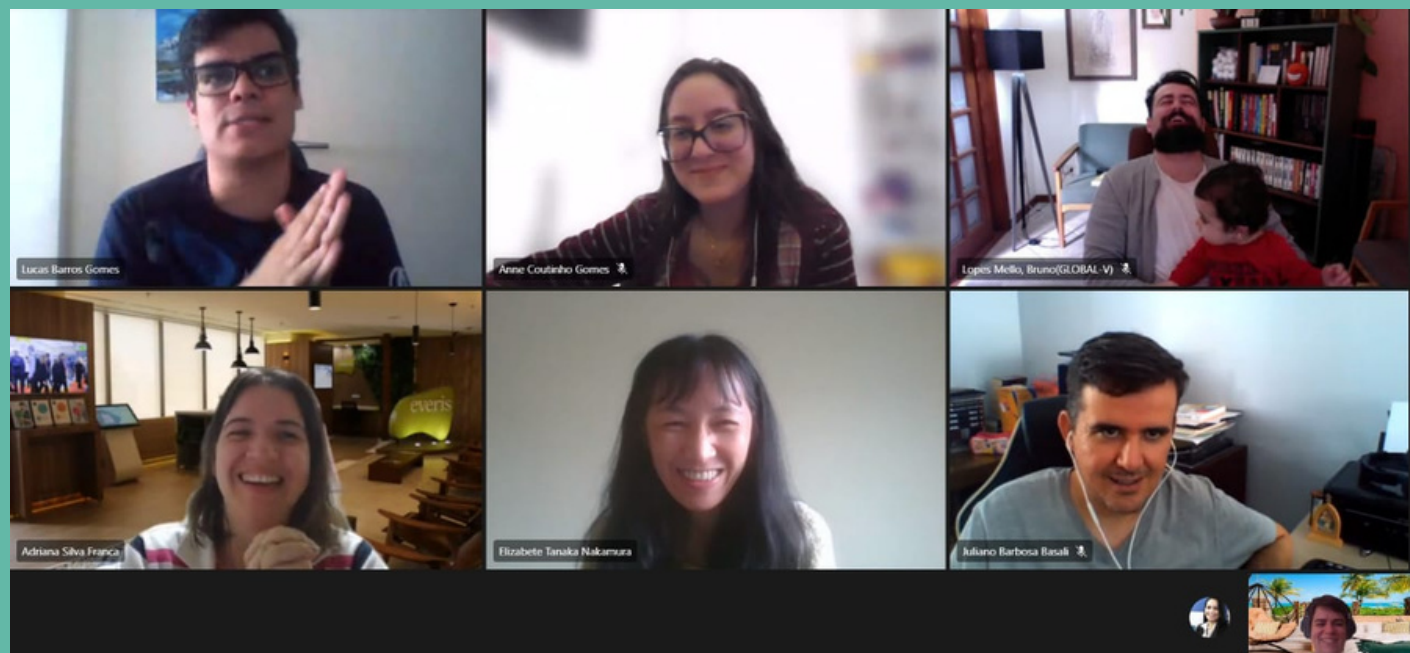 Lucas Barros Gomes
Anne Coutinho Gomes
Lopes Mello, Bruno(GLOBAL-V)
everis
Adriana Silva Franca
Elizabete Tanaka Nakamura
Juliano Barbosa Basali